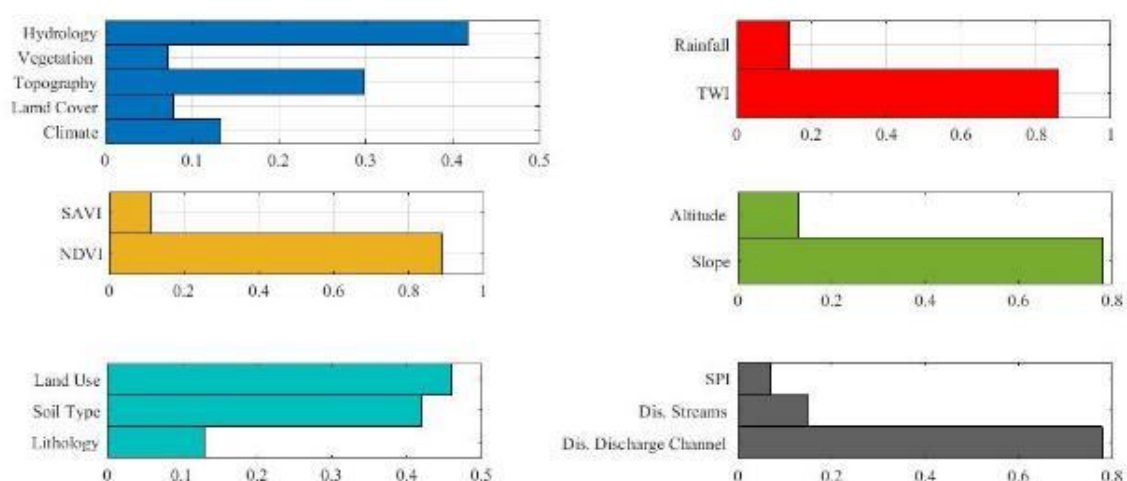 Hydrology
Vegetation
Topography
Lamd Cover
Climate
0 0.1 0.2 0.3 0.4 0.5
Rainfall
TWI
0 0.2 0.4 0.6 0.8 1
SAVI
NDVI
0 0.2 0.4 0.6 0.8 1
Altitude
Slope
0 0.2 0.4 0.6 0.8
Land Use
Soil Type
Lithology
0 0.1 0.2 0.3 0.4 0.5
SPI
Dis. Streams
Dis. Discharge Channel
0 0.2 0.4 0.6 0.8